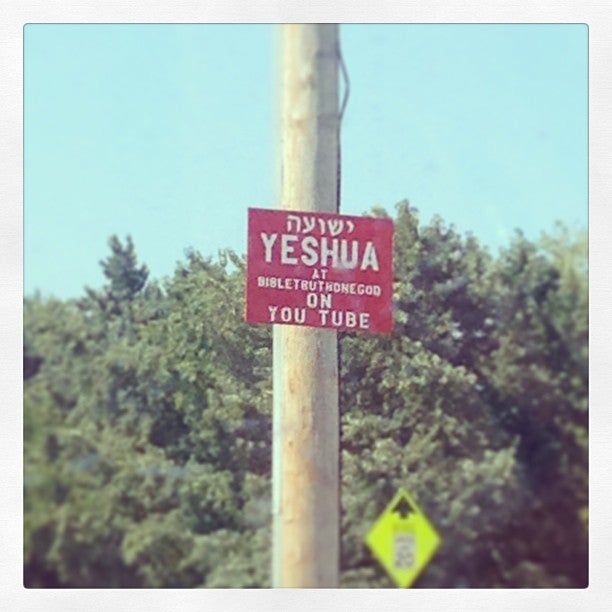 ישועה
YESHUA
AT
BIBLETRUTHONEGOD
ON
YOU TUBE